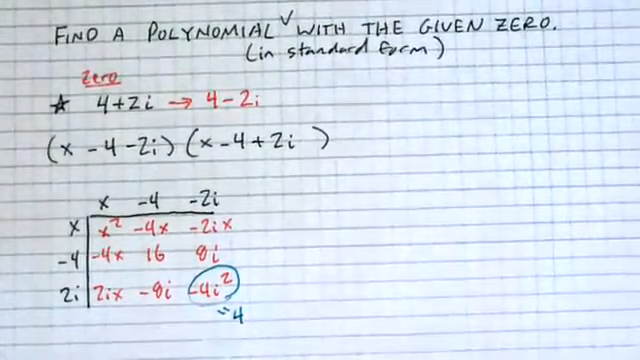 FIND A POLYNOMIAL ˅ WITH THE GIVEN ZERO.
(in standard form)
Zero
☆ 4+2i → 4-2i
(x -4-2i)(x-4+2i )
x -4 -2i
x x² -4x -2ix
-4 -4x 16 8i
2i 2ix -8i -4i²
=4